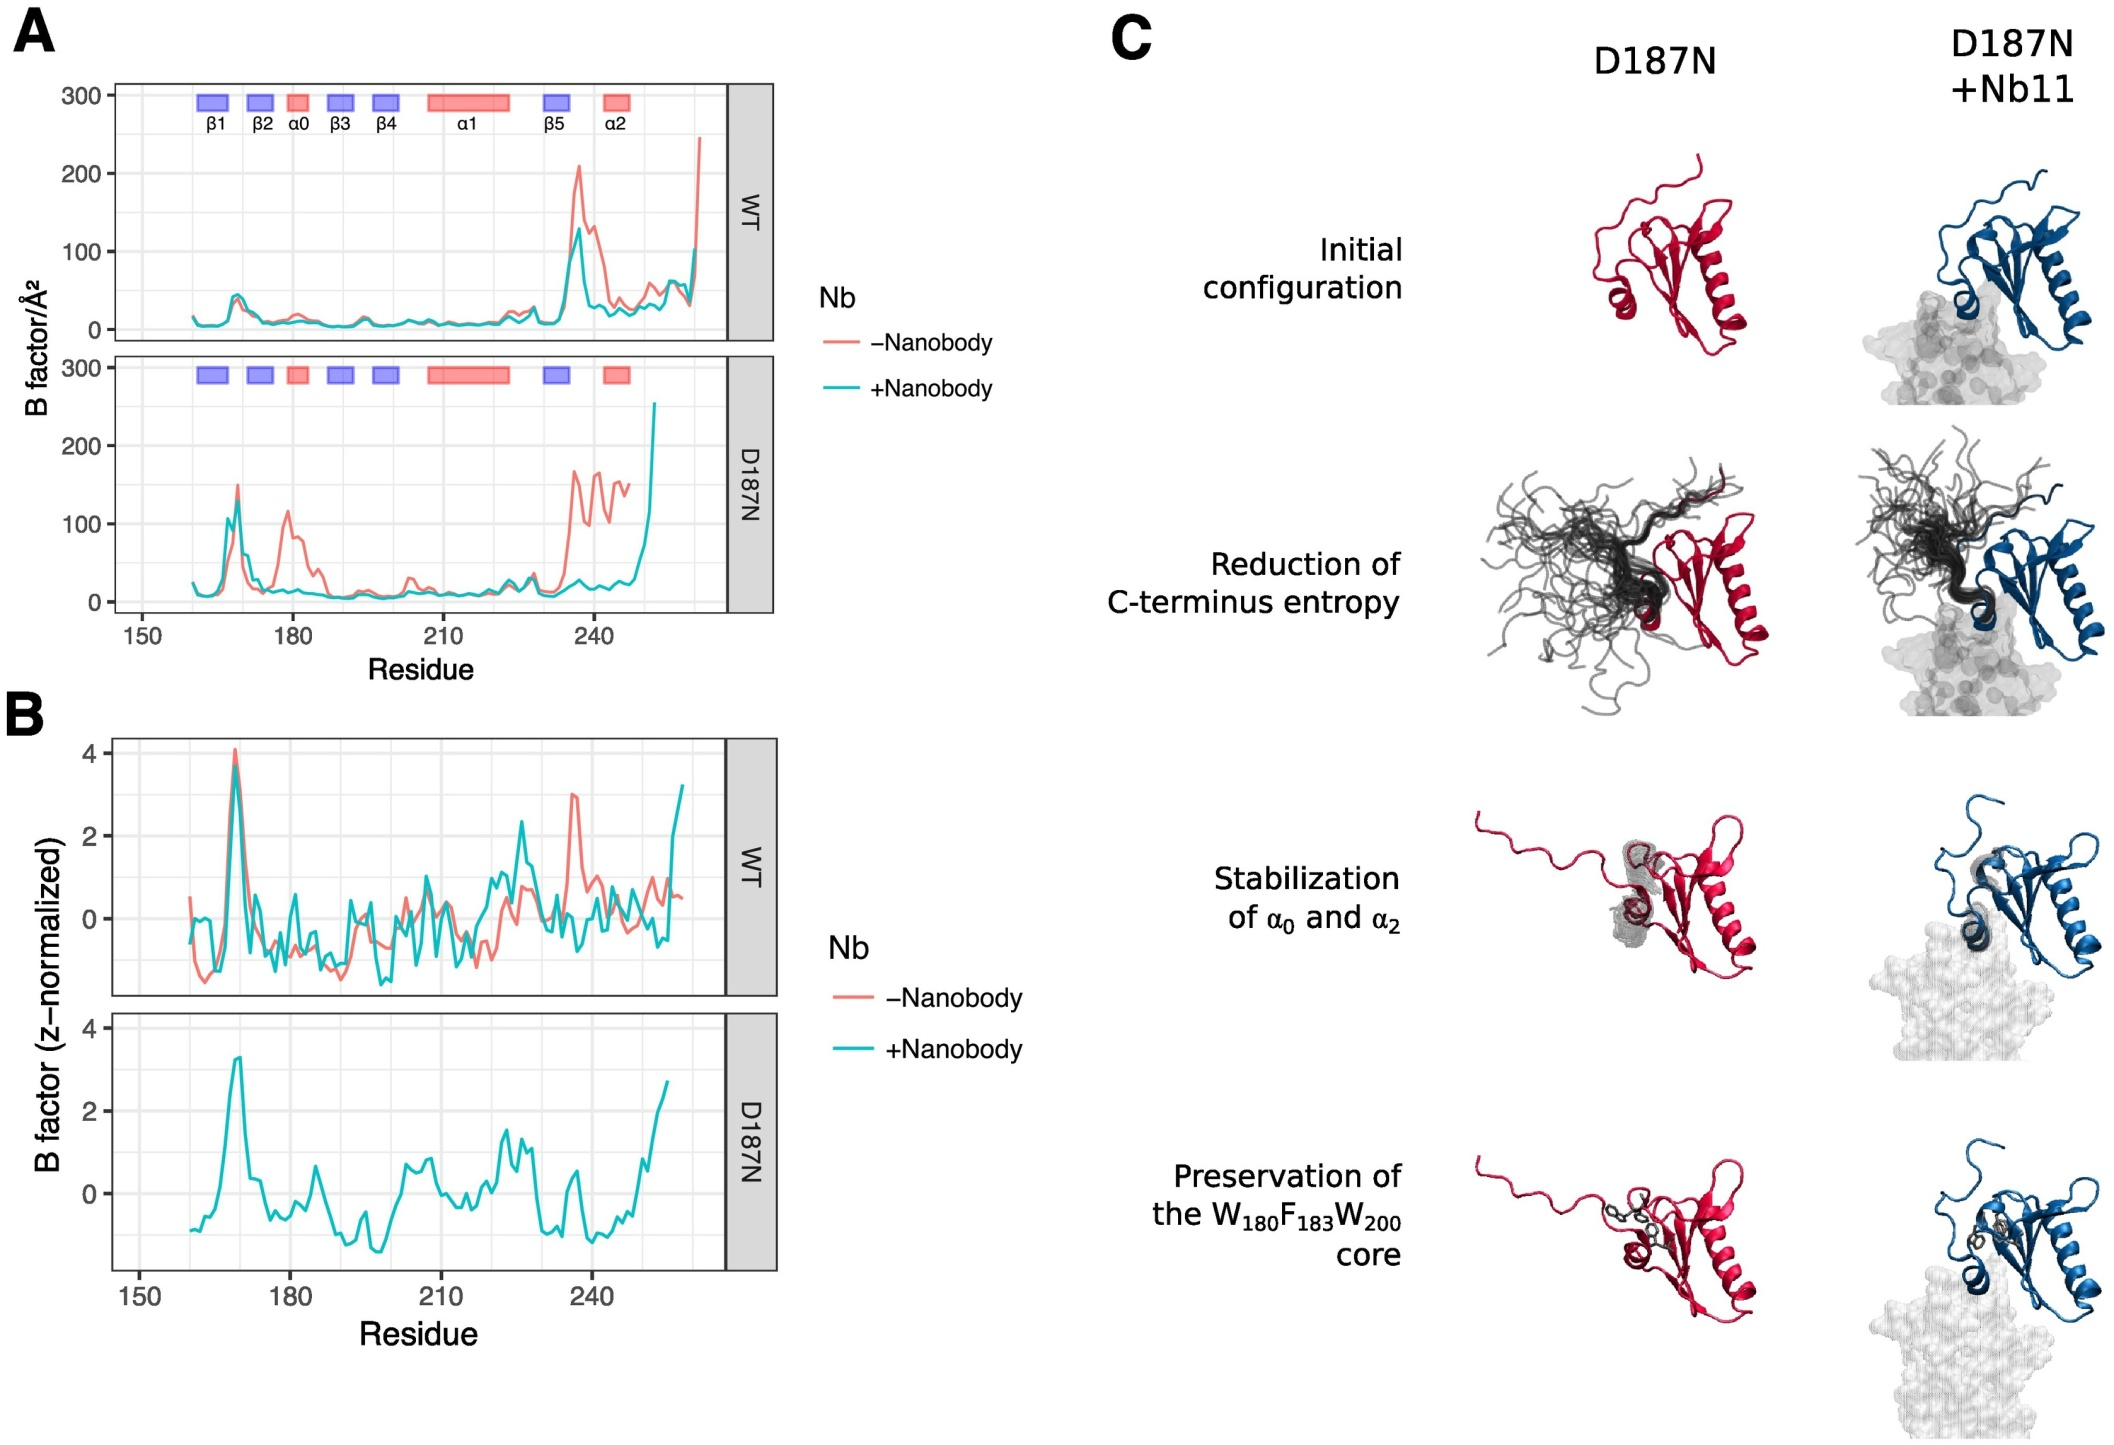 A
300
200
100
0
β1
β2
α0
β3
β4
α1
β5
α2
WT
300
200
100
0
D187N
B factor/Å²
150
180
210
240
Residue
Nb
−Nanobody
+Nanobody
B
4
2
0
WT
4
2
0
D187N
B factor (z−normalized)
150
180
210
240
Residue
Nb
−Nanobody
+Nanobody
C
D187N
D187N
+Nb11
Initial
configuration
Reduction of
C-terminus entropy
Stabilization
of α₀ and α₂
Preservation of
the W₁₈₀F₁₈₃W₂₀₀
core